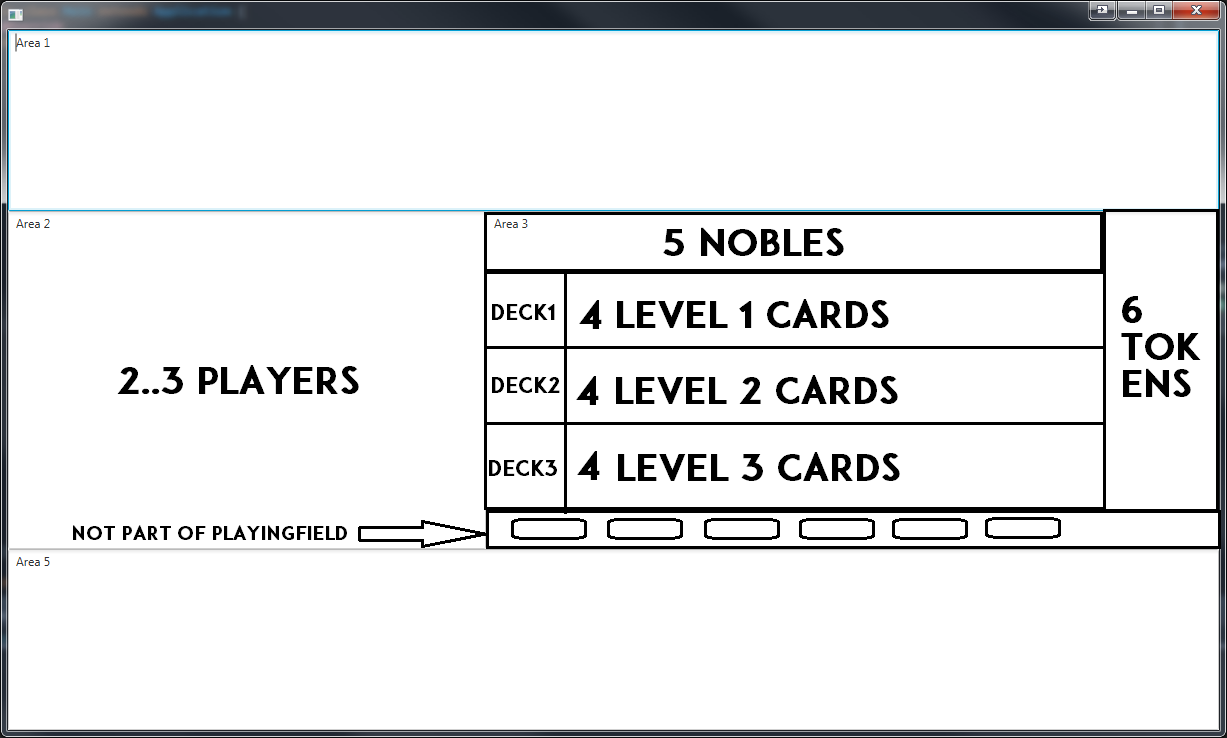 Area 1
Area 2
Area 3
5 NOBLES
DECK1
4 LEVEL 1 CARDS
6
TOK
ENS
2..3 PLAYERS
DECK2
4 LEVEL 2 CARDS
DECK3
4 LEVEL 3 CARDS
NOT PART OF PLAYINGFIELD
Area 5